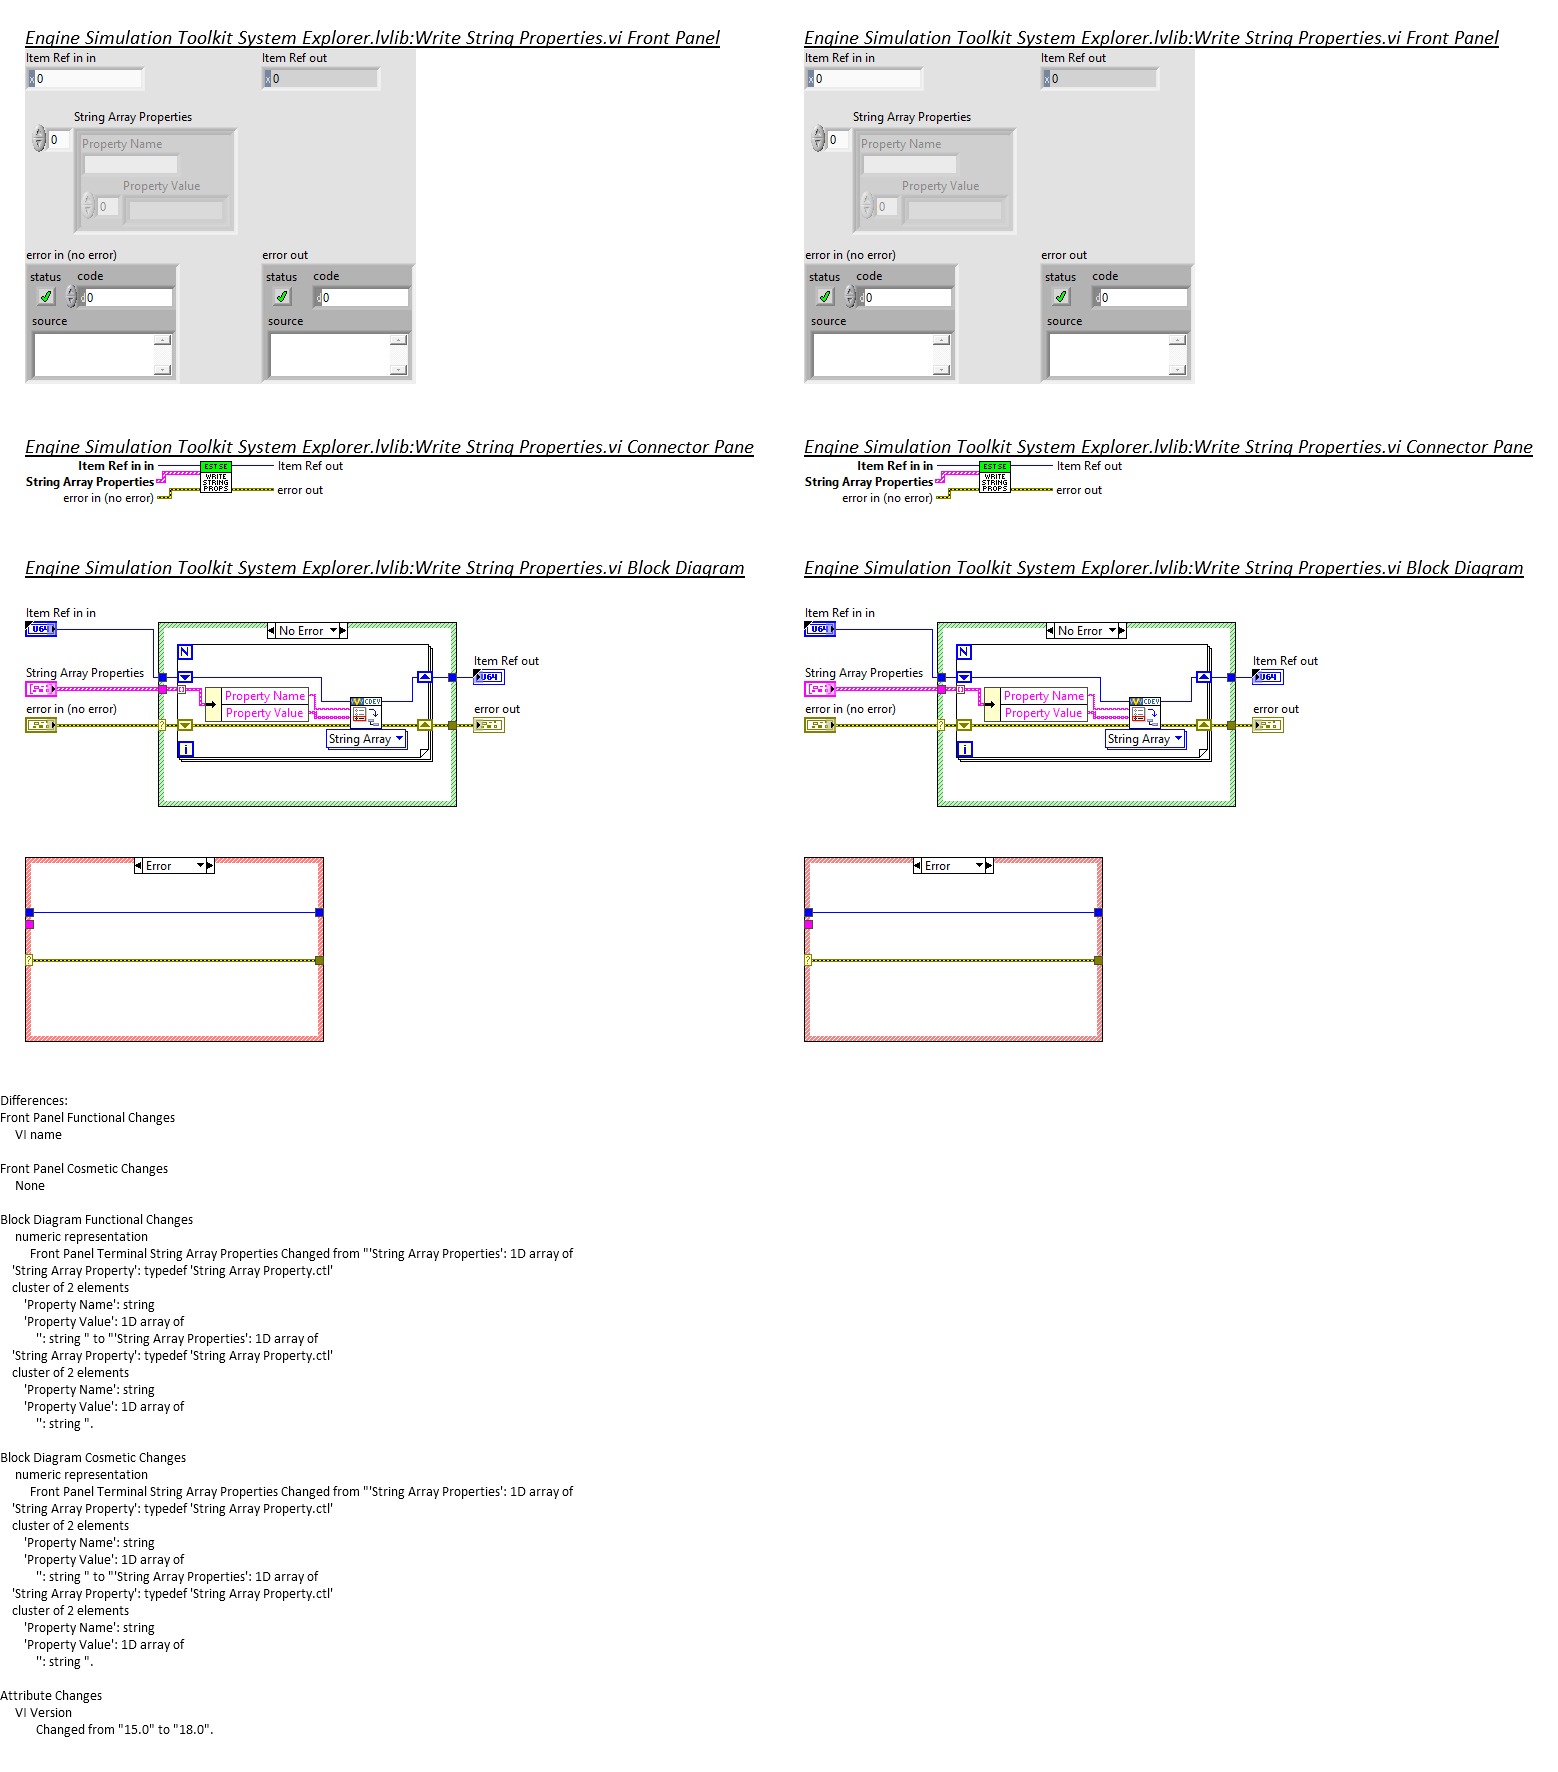 Engine Simulation Toolkit System Explorer.lvlib:Write String Properties.vi Front Panel
Item Ref in in
Item Ref out
x 0
x 0
String Array Properties
0
Property Name
Property Value
0
error in (no error)
error out
status code
status code
d 0
d 0
source
source
Engine Simulation Toolkit System Explorer.lvlib:Write String Properties.vi Connector Pane
Item Ref in in
String Array Properties
error in (no error)
EST SE
WRITE
STRING
PROPS
Item Ref out
error out
Engine Simulation Toolkit System Explorer.lvlib:Write String Properties.vi Block Diagram
Item Ref in in
U64
No Error
N
String Array Properties
Item Ref out
U64
Property Name
Property Value
CDEV
error in (no error)
error out
?
String Array
i
Error
?
Engine Simulation Toolkit System Explorer.lvlib:Write String Properties.vi Front Panel
Item Ref in in
Item Ref out
x 0
x 0
String Array Properties
0
Property Name
Property Value
0
error in (no error)
error out
status code
status code
d 0
d 0
source
source
Engine Simulation Toolkit System Explorer.lvlib:Write String Properties.vi Connector Pane
Item Ref in in
String Array Properties
error in (no error)
EST SE
WRITE
STRING
PROPS
Item Ref out
error out
Engine Simulation Toolkit System Explorer.lvlib:Write String Properties.vi Block Diagram
Item Ref in in
U64
No Error
N
String Array Properties
Item Ref out
U64
Property Name
Property Value
CDEV
error in (no error)
error out
?
String Array
i
Error
?
Differences:
Front Panel Functional Changes
VI name
Front Panel Cosmetic Changes
None
Block Diagram Functional Changes
numeric representation
Front Panel Terminal String Array Properties Changed from "'String Array Properties': 1D array of
'String Array Property': typedef 'String Array Property.ctl'
cluster of 2 elements
'Property Name': string
'Property Value': 1D array of
'': string " to "'String Array Properties': 1D array of
'String Array Property': typedef 'String Array Property.ctl'
cluster of 2 elements
'Property Name': string
'Property Value': 1D array of
'': string ".
Block Diagram Cosmetic Changes
numeric representation
Front Panel Terminal String Array Properties Changed from "'String Array Properties': 1D array of
'String Array Property': typedef 'String Array Property.ctl'
cluster of 2 elements
'Property Name': string
'Property Value': 1D array of
'': string " to "'String Array Properties': 1D array of
'String Array Property': typedef 'String Array Property.ctl'
cluster of 2 elements
'Property Name': string
'Property Value': 1D array of
'': string ".
Attribute Changes
VI Version
Changed from "15.0" to "18.0".